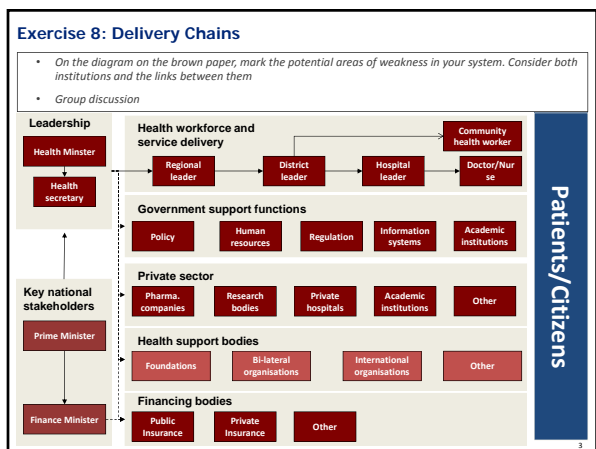 Exercise 8: Delivery Chains
• On the diagram on the brown paper, mark the potential areas of weakness in your system. Consider both
institutions and the links between them
• Group discussion
Leadership
Health Minster
Health
secretary
Key national
stakeholders
Prime Minister
Finance Minister
Health workforce and
service delivery
Community
health worker
Regional
leader
District
leader
Hospital
leader
Doctor/Nur
se
Government support functions
Policy
Human
resources
Regulation
Information
systems
Academic
institutions
Private sector
Pharma.
companies
Research
bodies
Private
hospitals
Academic
institutions
Other
Health support bodies
Foundations
Bi-lateral
organisations
International
organisations
Other
Financing bodies
Public
Insurance
Private
Insurance
Other
Patients/Citizens
3